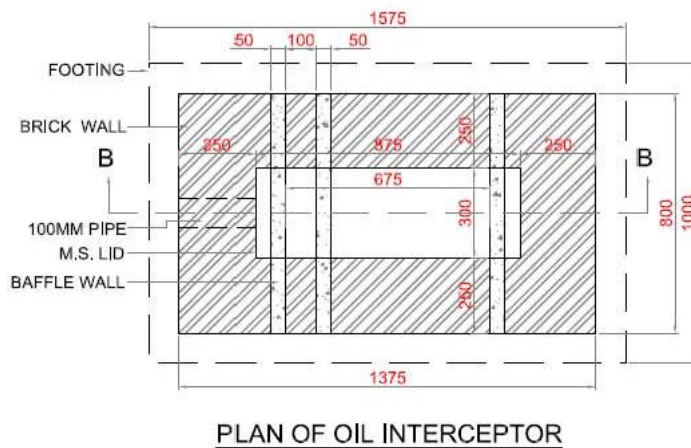 1575
50 100 50
FOOTING
BRICK WALL
250 875 250
250
B B
675
300
800
1000
100MM PIPE
M.S. LID
BAFFLE WALL
250
1375
PLAN OF OIL INTERCEPTOR